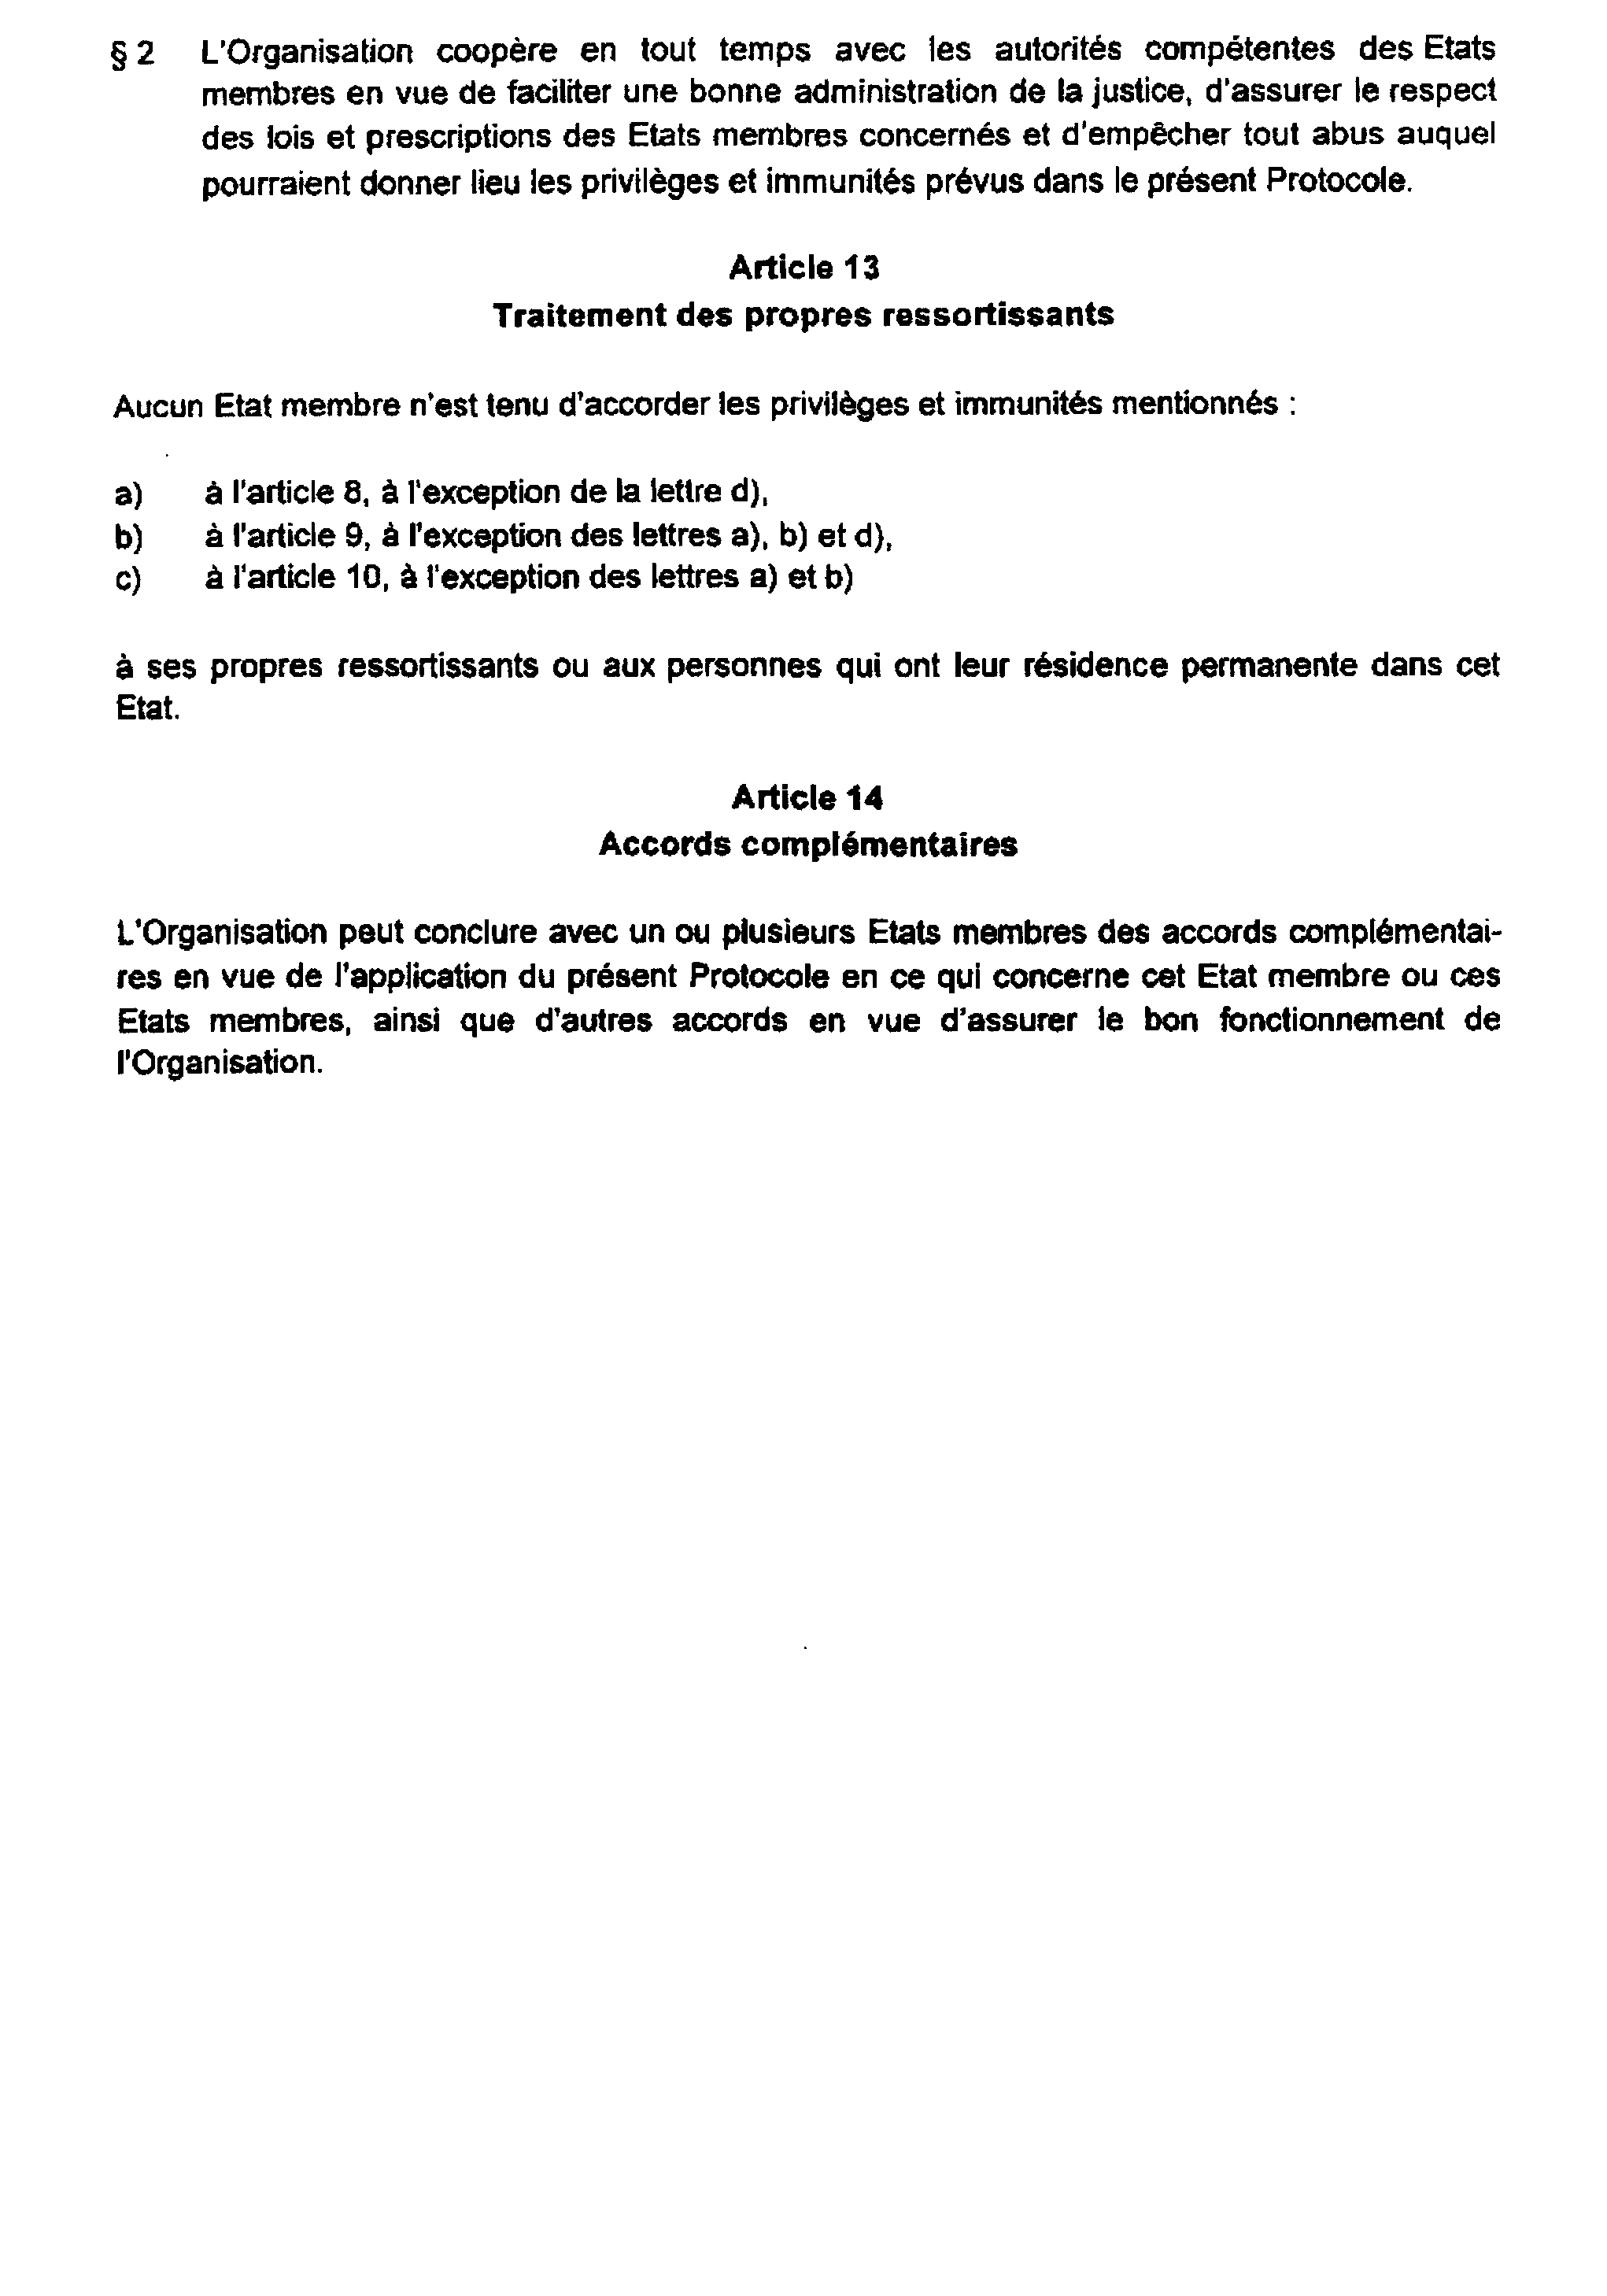 § 2 L'Organisation coopère en tout temps avec les autorités compétentes des Etats
membres en vue de faciliter une bonne administration de la justice, d'assurer le respect
des lois et prescriptions des Etats membres concernés et d'empêcher tout abus auquel
pourraient donner lieu les privilèges et immunités prévus dans le présent Protocole.
Article 13
Traitement des propres ressortissants
Aucun Etat membre n'est tenu d'accorder les privilèges et immunités mentionnés :
a) à l'article 8, à l'exception de la lettre d),
b) à l'article 9, à l'exception des lettres a), b) et d),
c) à l'article 10, à l'exception des lettres a) et b)
à ses propres ressortissants ou aux personnes qui ont leur résidence permanente dans cet
Etat.
Article 14
Accords complémentaires
L'Organisation peut conclure avec un ou plusieurs Etats membres des accords complémentai-
res en vue de l'application du présent Protocole en ce qui concerne cet Etat membre ou ces
Etats membres, ainsi que d'autres accords en vue d'assurer le bon fonctionnement de
l'Organisation.